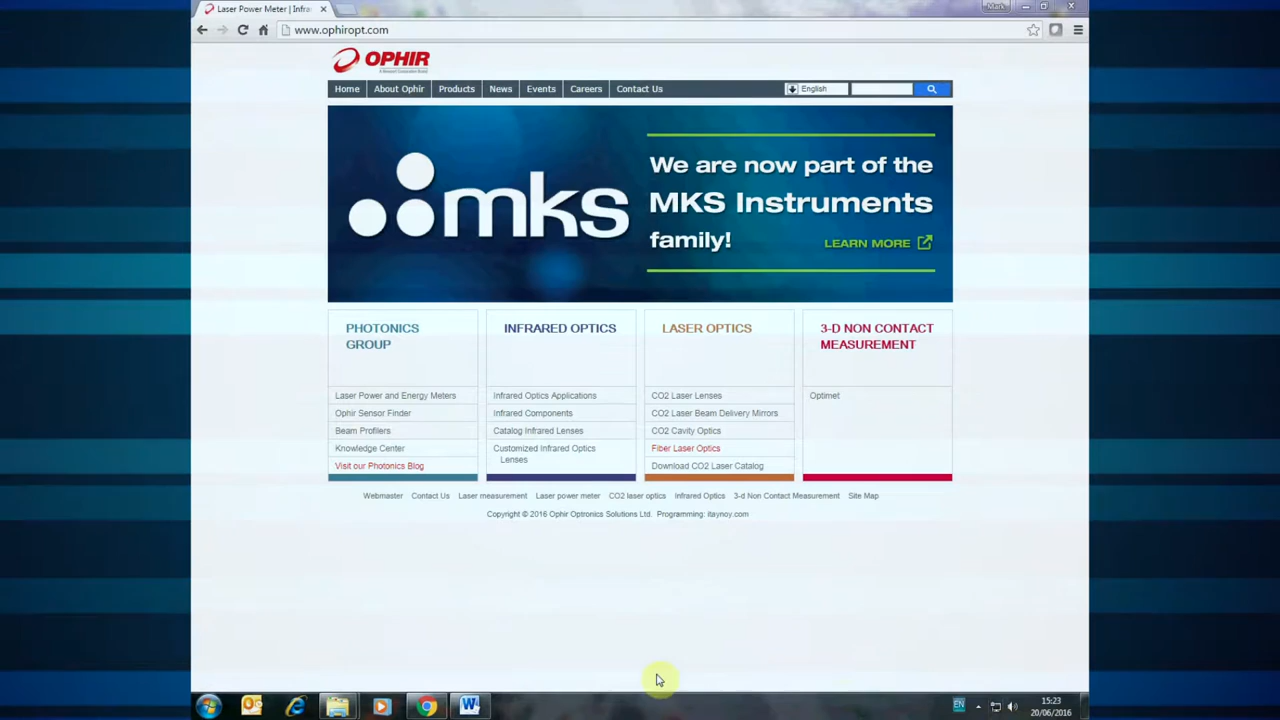 Laser Power Meter | Infra
Mark
www.ophiropt.com
OPHIR
Home About Ophir Products News Events Careers Contact Us English
mks
We are now part of the
MKS Instruments
family!
LEARN MORE
PHOTONICS
GROUP
Laser Power and Energy Meters
Ophir Sensor Finder
Beam Profilers
Knowledge Center
Visit our Photonics Blog
INFRARED OPTICS
Infrared Optics Applications
Infrared Components
Catalog Infrared Lenses
Customized Infrared Optics
Lenses
LASER OPTICS
CO2 Laser Lenses
CO2 Laser Beam Delivery Mirrors
CO2 Cavity Optics
Fiber Laser Optics
Download CO2 Laser Catalog
3-D NON CONTACT
MEASUREMENT
Optimet
Webmaster Contact Us Laser measurement Laser power meter CO2 laser optics Infrared Optics 3-d Non Contact Measurement Site Map
Copyright © 2016 Ophir Optronics Solutions Ltd. Programming: itaynoy.com
EN
15:23
20/06/2016